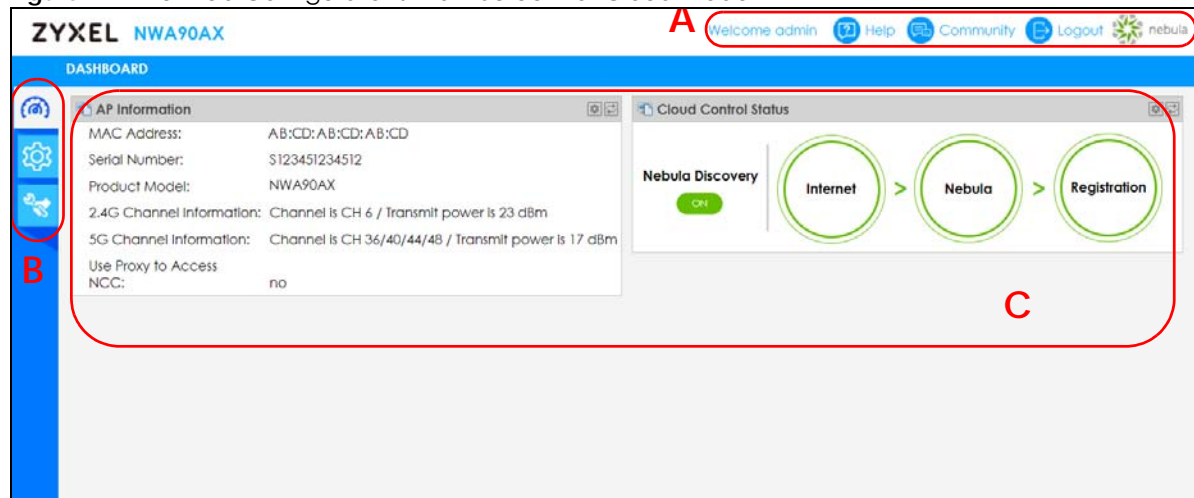 ZYXEL NWA90AX
A
Welcome admin Help Community Logout nebula
DASHBOARD
AP Information
MAC Address: AB:CD:AB:CD:AB:CD
Serial Number: S123451234512
Product Model: NWA90AX
2.4G Channel Information: Channel is CH 6 / Transmit power is 23 dBm
5G Channel Information: Channel is CH 36/40/44/48 / Transmit power is 17 dBm
Use Proxy to Access
NCC: no
Cloud Control Status
Nebula Discovery
ON
Internet > Nebula > Registration
B
C